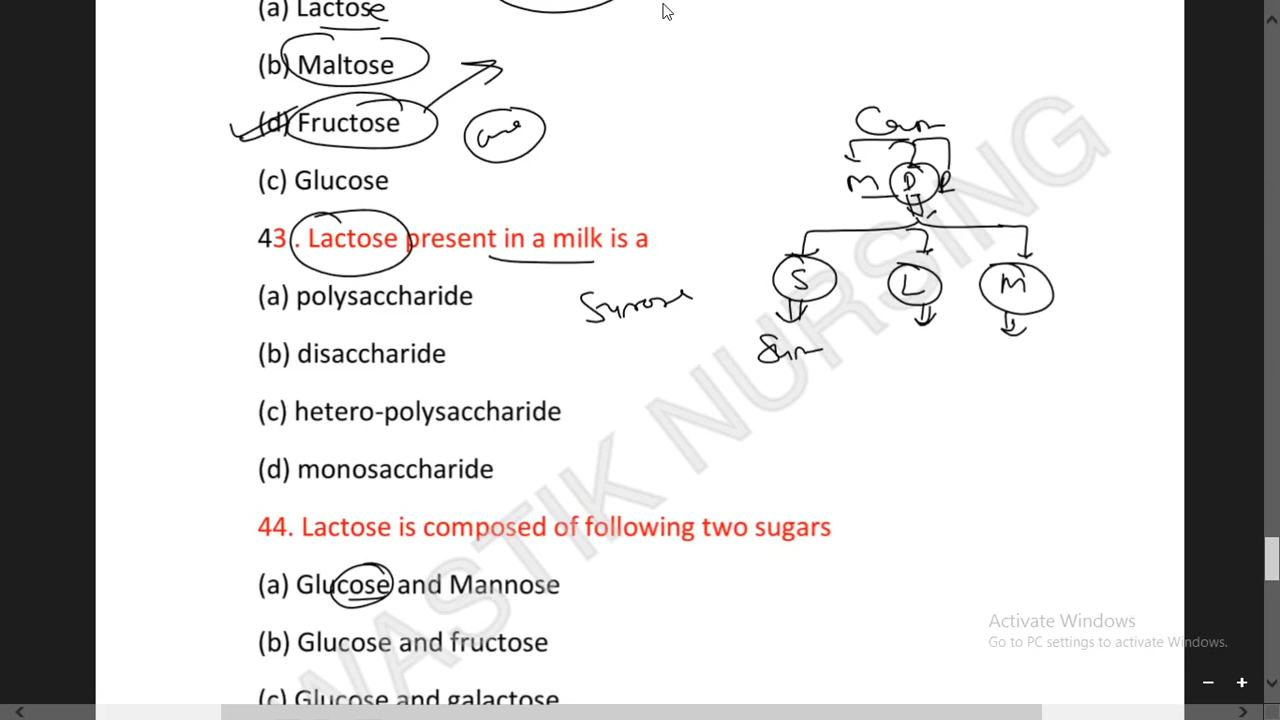 (a) Lactose
(b) Maltose
(d) Fructose
(c) Glucose
43. Lactose present in a milk is a
(a) polysaccharide
(b) disaccharide
(c) hetero-polysaccharide
(d) monosaccharide
44. Lactose is composed of following two sugars
(a) Glucose and Mannose
(b) Glucose and fructose
(c) Glucose and galactose
M D
S L M
VASTIK NURSING
Activate Windows
Go to PC settings to activate Windows.